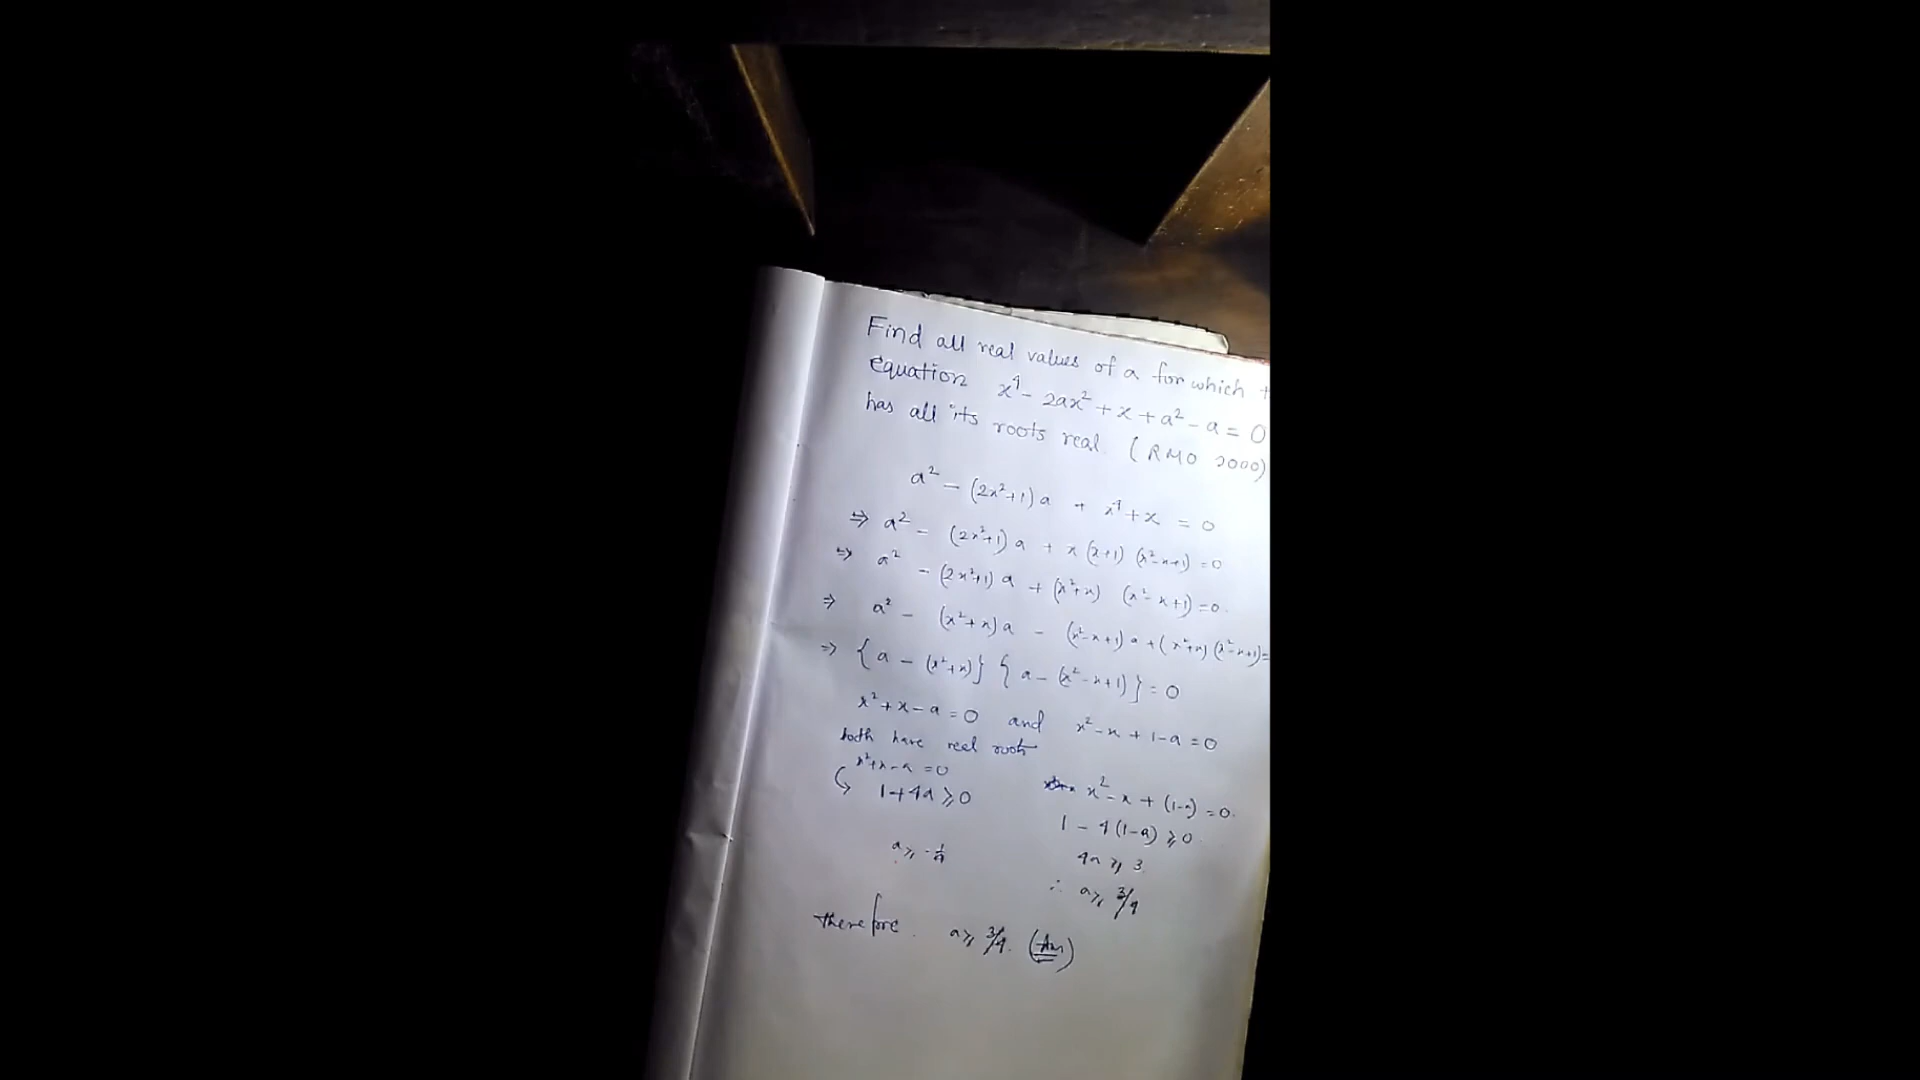 Find all real values of a for which
equation x⁴ - 2ax² + x + a² - a = 0
has all its roots real. (RMO 2000)
a² - (2x²+1) a + x⁴ + x = 0
⇒ a² - (2x²+1) a + x (x+1) (x²-x+1) = 0
⇒ a² - (2x²+1) a + (x²+x) (x²-x+1) = 0.
⇒ a² - (x²+x) a - (x²-x+1) a + (x²+x) (x²-x+1) =
⇒ {a - (x²+x)} {a - (x²-x+1)} = 0
x² + x - a = 0 and x² - x + 1 - a = 0
both have real roots
x²+x-a = 0 x² - x + (1-a) = 0.
1+4a ⩾ 0 1 - 4(1-a) ⩾ 0
4a ⩾ 3
a ⩾ -1/4 ∴ a ⩾ 3/4
therefore. a ⩾ 3/4. (Ans)